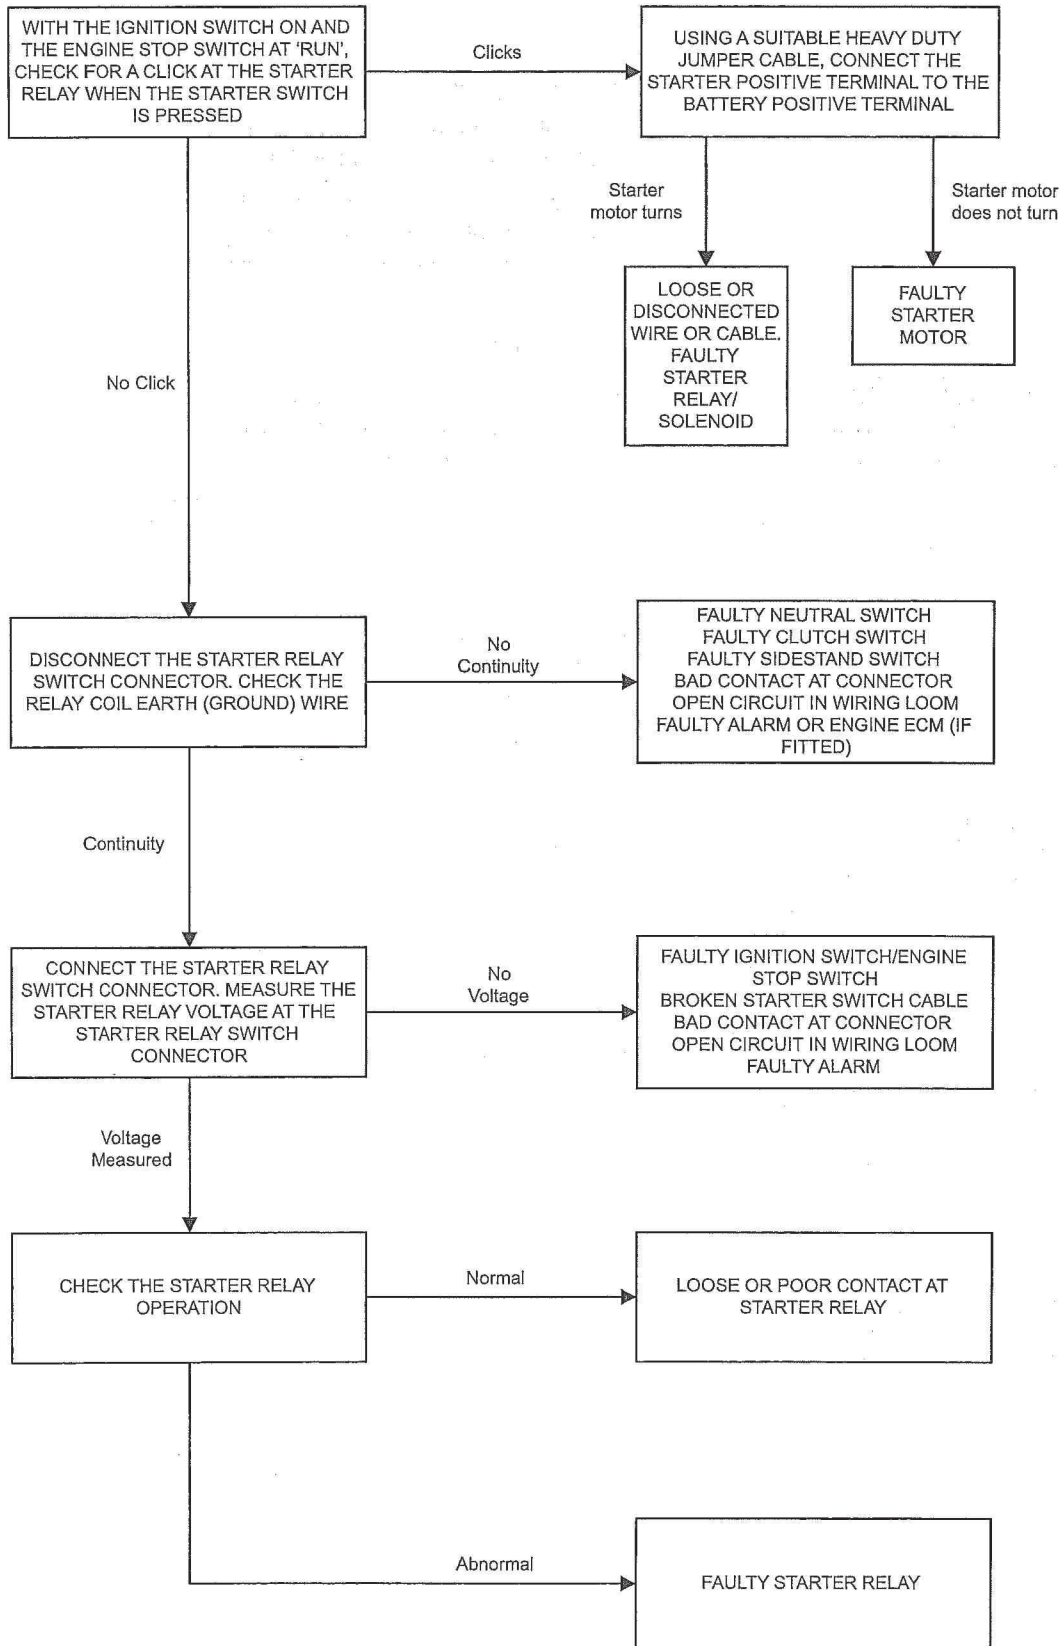 WITH THE IGNITION SWITCH ON AND
THE ENGINE STOP SWITCH AT ‘RUN’,
CHECK FOR A CLICK AT THE STARTER
RELAY WHEN THE STARTER SWITCH
IS PRESSED
Clicks
USING A SUITABLE HEAVY DUTY
JUMPER CABLE, CONNECT THE
STARTER POSITIVE TERMINAL TO THE
BATTERY POSITIVE TERMINAL
Starter
motor turns
Starter motor
does not turn
LOOSE OR
DISCONNECTED
WIRE OR CABLE.
FAULTY
STARTER
RELAY/
SOLENOID
FAULTY
STARTER
MOTOR
No Click
DISCONNECT THE STARTER RELAY
SWITCH CONNECTOR. CHECK THE
RELAY COIL EARTH (GROUND) WIRE
No
Continuity
FAULTY NEUTRAL SWITCH
FAULTY CLUTCH SWITCH
FAULTY SIDESTAND SWITCH
BAD CONTACT AT CONNECTOR
OPEN CIRCUIT IN WIRING LOOM
FAULTY ALARM OR ENGINE ECM (IF
FITTED)
Continuity
CONNECT THE STARTER RELAY
SWITCH CONNECTOR. MEASURE THE
STARTER RELAY VOLTAGE AT THE
STARTER RELAY SWITCH
CONNECTOR
No
Voltage
FAULTY IGNITION SWITCH/ENGINE
STOP SWITCH
BROKEN STARTER SWITCH CABLE
BAD CONTACT AT CONNECTOR
OPEN CIRCUIT IN WIRING LOOM
FAULTY ALARM
Voltage
Measured
CHECK THE STARTER RELAY
OPERATION
Normal
LOOSE OR POOR CONTACT AT
STARTER RELAY
Abnormal
FAULTY STARTER RELAY